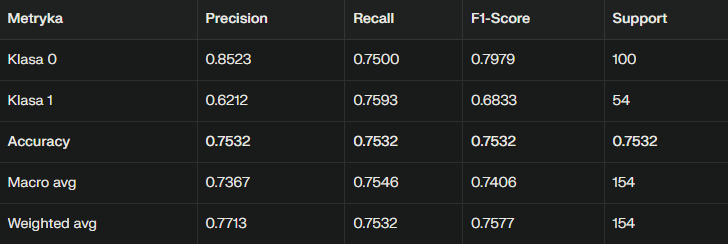 Metryka Precision Recall F1-Score Support
Klasa 0 0.8523 0.7500 0.7979 100
Klasa 1 0.6212 0.7593 0.6833 54
Accuracy 0.7532 0.7532 0.7532 0.7532
Macro avg 0.7367 0.7546 0.7406 154
Weighted avg 0.7713 0.7532 0.7577 154